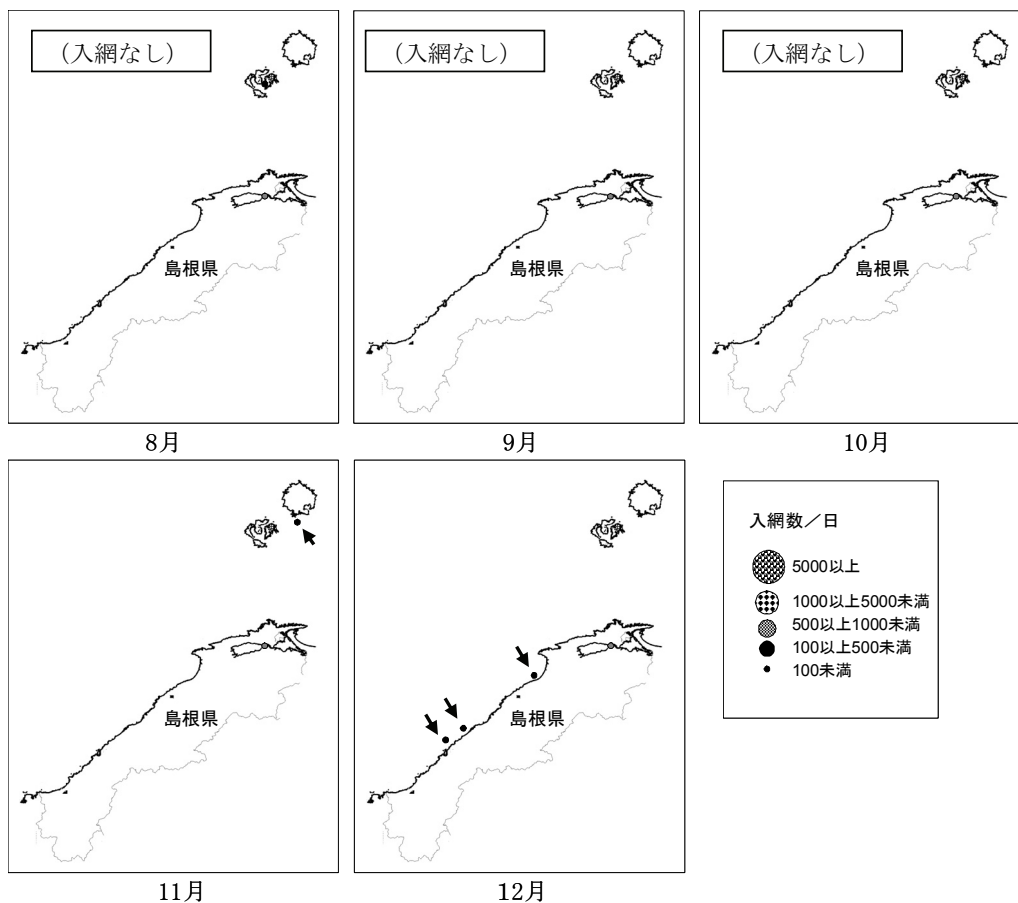 (入網なし)
(入網なし)
(入網なし)
島根県
島根県
島根県
8月
9月
10月
島根県
島根県
入網数／日
5000以上
1000以上5000未満
500以上1000未満
100以上500未満
100未満
11月
12月